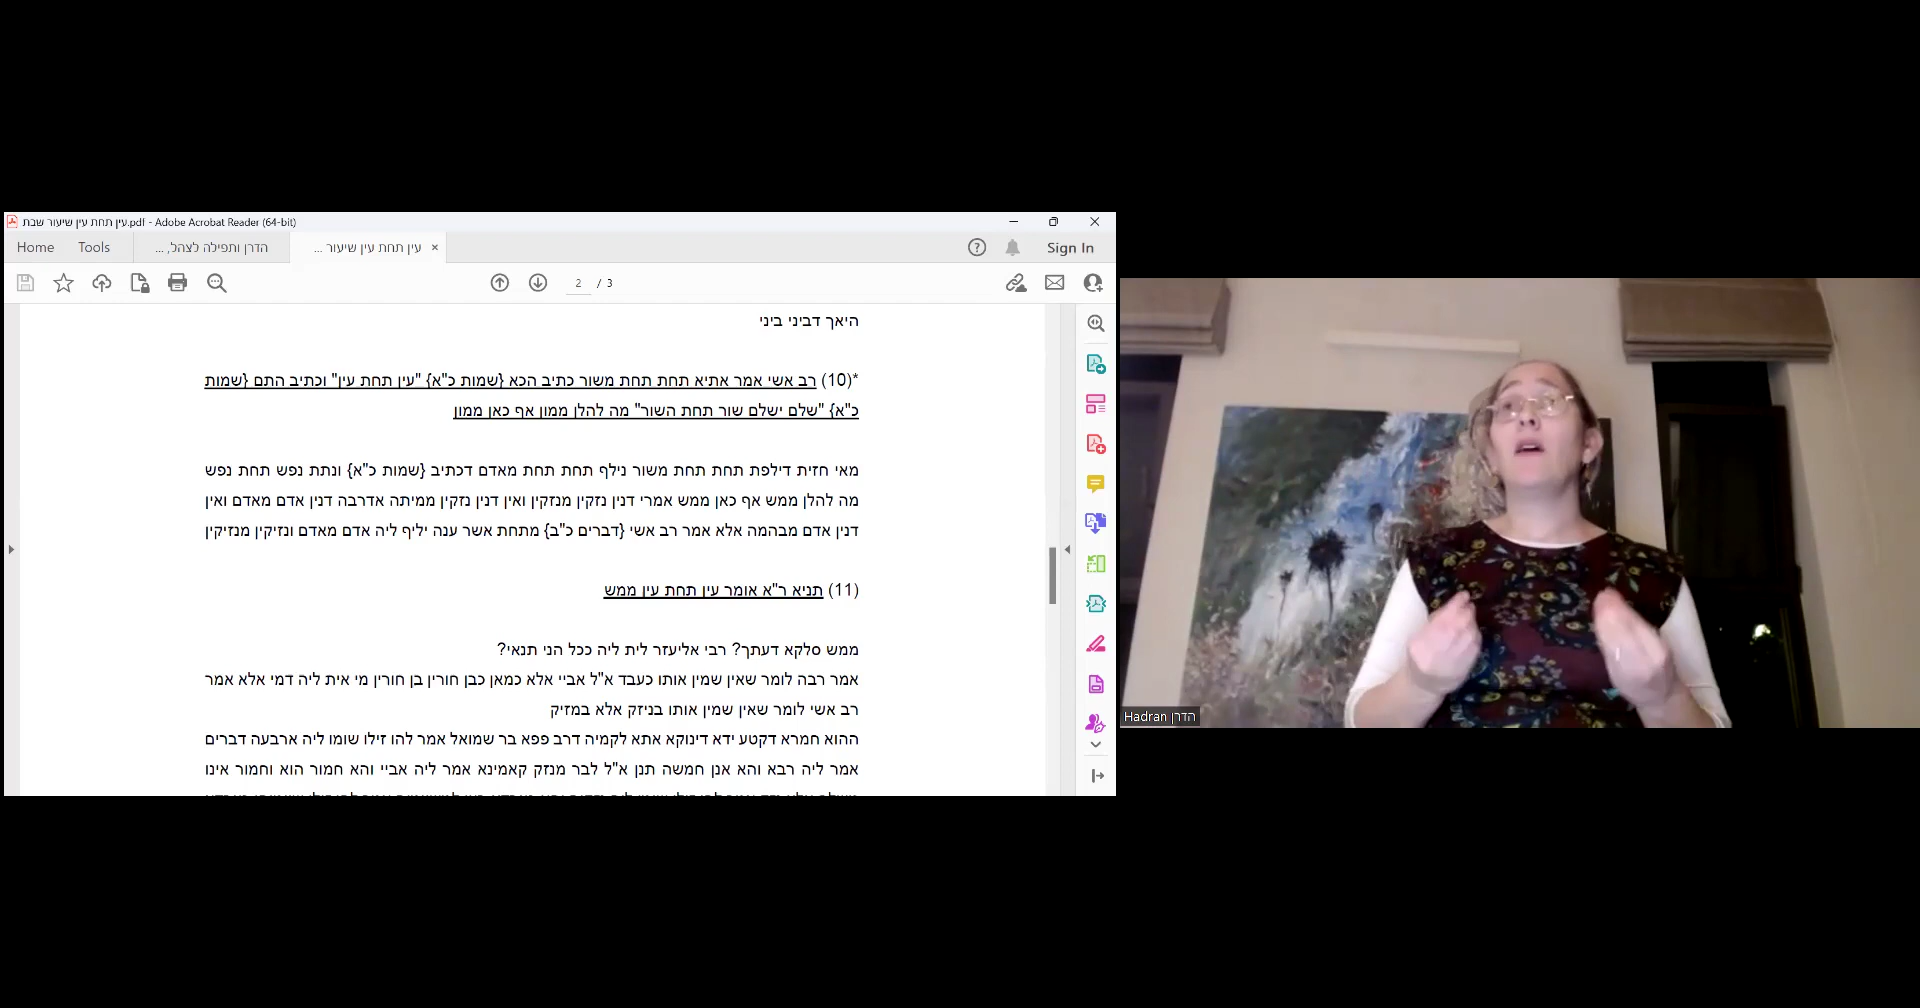 עין תחת עין שיעור שבת.pdf - Adobe Acrobat Reader (64-bit)
Home
Tools
הדרן ותפילה לצהל, ...
עין תחת עין שיעור ...
Sign In
2 / 3
היאך דביני ביני
*(10) רב אשי אמר אתיא תחת תחת משור כתיב הכא {שמות כ"א} "עין תחת עין" וכתיב התם {שמות
כ"א} "שלם ישלם שור תחת השור" מה להלן ממון אף כאן ממון
מאי חזית דילפת תחת תחת משור נילף תחת תחת מאדם דכתיב {שמות כ"א} ונתת נפש תחת נפש
מה להלן ממש אף כאן ממש אמרי דנין נזקין מנזקין ואין דנין נזקין ממיתה אדרבה דנין אדם מאדם ואין
דנין אדם מבהמה אלא אמר רב אשי {דברים כ"ב} מתחת אשר ענה יליף ליה אדם מאדם ונזיקין מנזיקין
(11) תניא ר"א אומר עין תחת עין ממש
ממש סלקא דעתך? רבי אליעזר לית ליה ככל הני תנאי?
אמר רבה לומר שאין שמין אותו כעבד א"ל אביי אלא כמאן כבן חורין בן חורין מי אית ליה דמי אלא אמר
רב אשי לומר שאין שמין אותו בניזק אלא במזיק
ההוא חמרא דקטע ידא דינוקא אתא לקמיה דרב פפא בר שמואל אמר להו זילו שומו ליה ארבעה דברים
אמר ליה רבא והא אנן חמשה תנן א"ל לבר מנזק קאמינא אמר ליה אביי והא חמור הוא וחמור אינו
Hadran הדרן